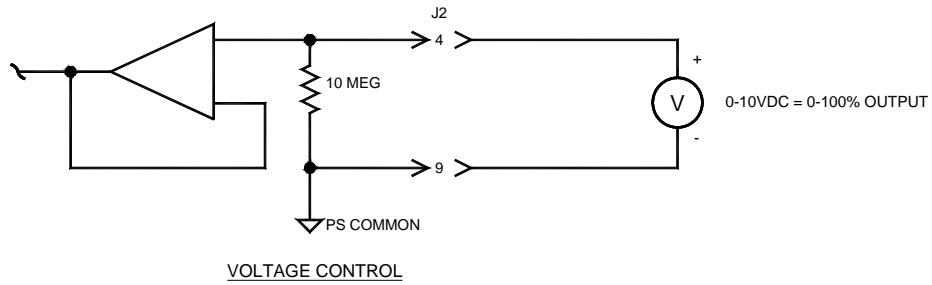 J2
4
10 MEG
+
V
0-10VDC = 0-100% OUTPUT
-
9
PS COMMON
VOLTAGE CONTROL